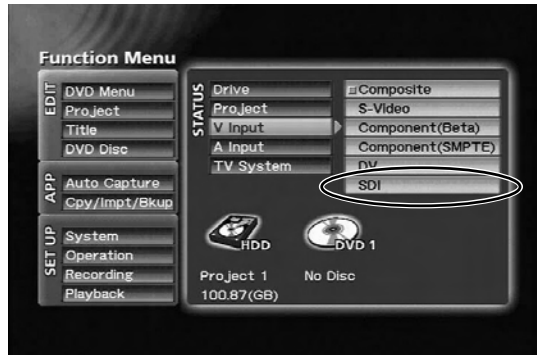 Function Menu
EDIT
DVD Menu
Project
Title
DVD Disc
APP
Auto Capture
Cpy/Impt/Bkup
SET UP
System
Operation
Recording
Playback
STATUS
Drive
Project
V Input
A Input
TV System
Composite
S-Video
Component(Beta)
Component(SMPTE)
DV
SDI
HDD
DVD 1
Project 1
No Disc
100.87(GB)